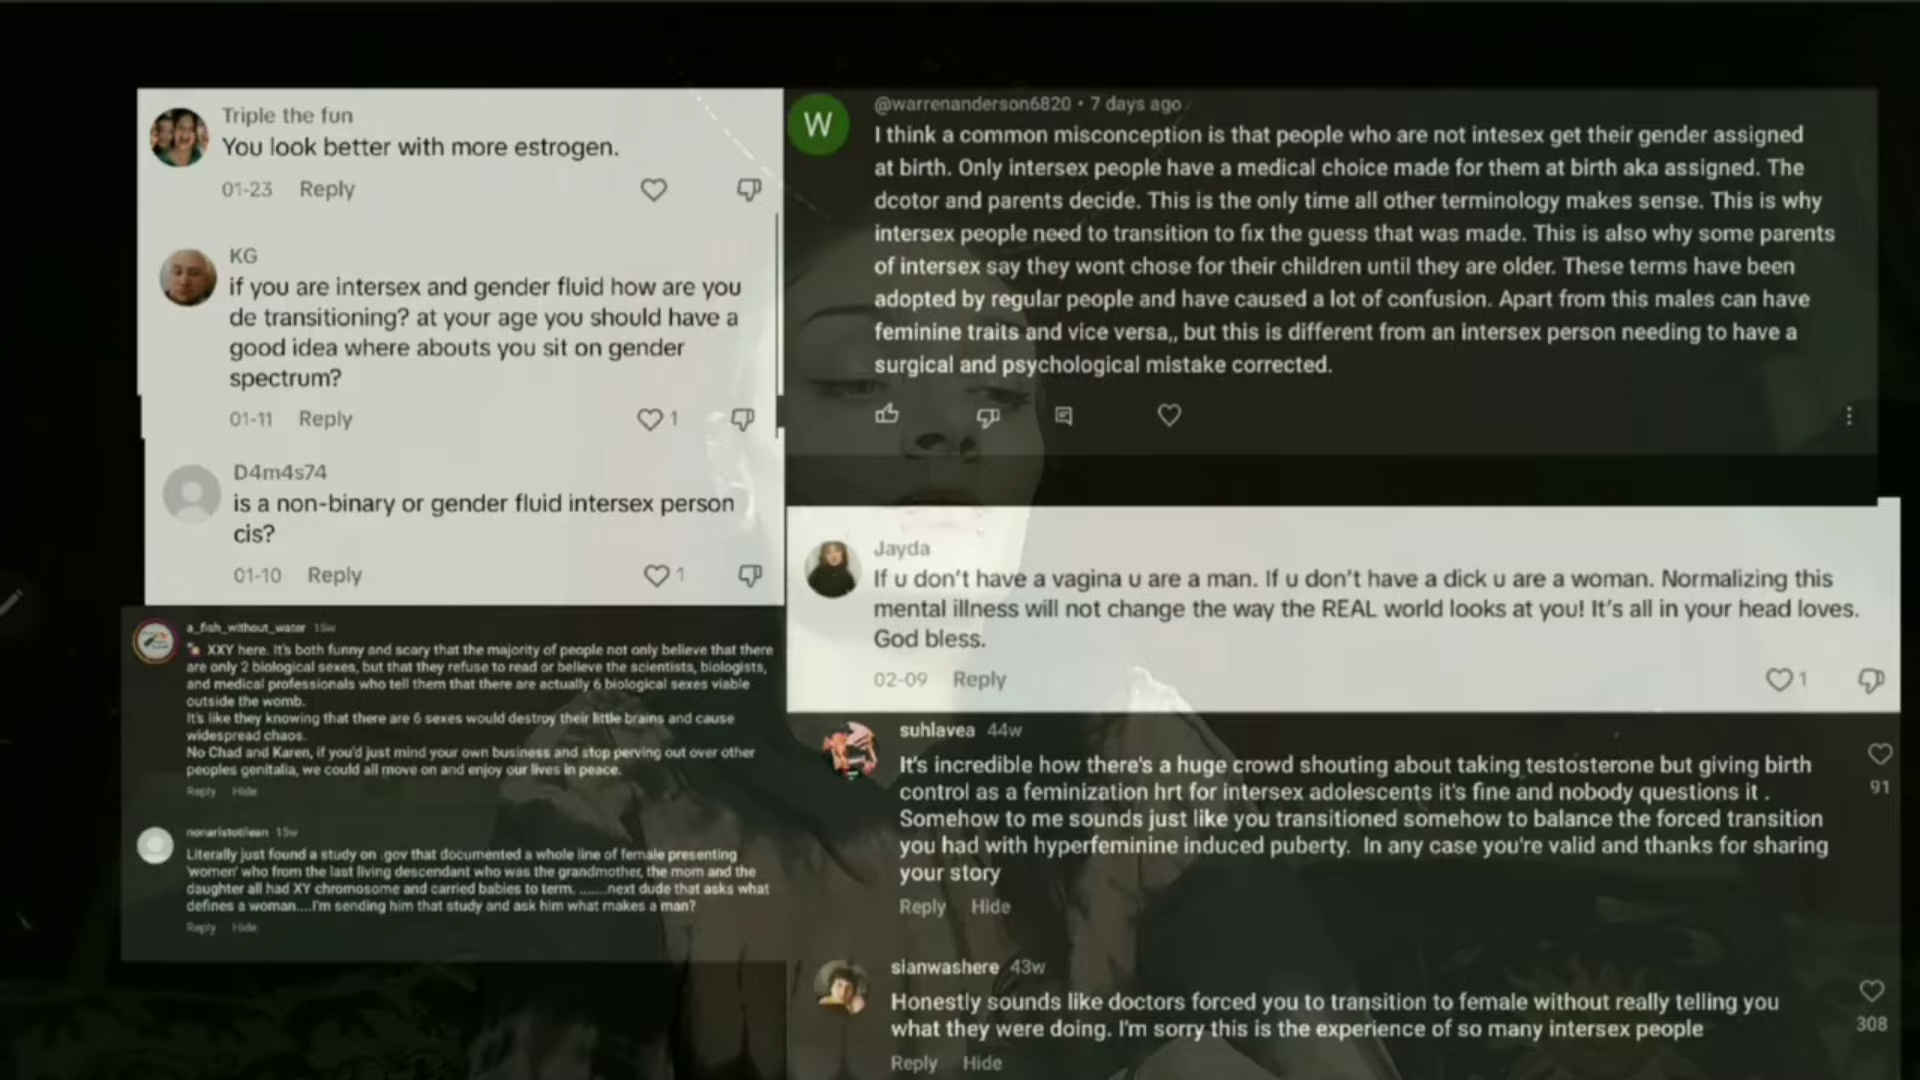 Triple the fun
You look better with more estrogen.
01-23 Reply
KG
if you are intersex and gender fluid how are you
de transitioning? at your age you should have a
good idea where abouts you sit on gender
spectrum?
01-11 Reply 1
D4m4s74
is a non-binary or gender fluid intersex person
cis?
01-10 Reply 1
a_fish_without_water 15w
XXY here. It's both funny and scary that the majority of people not only believe that there
are only 2 biological sexes, but that they refuse to read or believe the scientists, biologists,
and medical professionals who tell them that there are actually 6 biological sexes viable
outside the womb.
It's like they knowing that there are 6 sexes would destroy their little brains and cause
widespread chaos.
No Chad and Karen, if you'd just mind your own business and stop perving out over other
peoples genitalia, we could all move on and enjoy our lives in peace.
Reply Hide
nonaristotilean 15w
Literally just found a study on .gov that documented a whole line of female presenting
'women' who from the last living descendant who was the grandmother, the mom and the
daughter all had XY chromosome and carried babies to term. .......next dude that asks what
defines a woman....I'm sending him that study and ask him what makes a man?
Reply Hide
W
@warrenanderson6820 • 7 days ago
I think a common misconception is that people who are not intesex get their gender assigned
at birth. Only intersex people have a medical choice made for them at birth aka assigned. The
dcotor and parents decide. This is the only time all other terminology makes sense. This is why
intersex people need to transition to fix the guess that was made. This is also why some parents
of intersex say they wont chose for their children until they are older. These terms have been
adopted by regular people and have caused a lot of confusion. Apart from this males can have
feminine traits and vice versa,, but this is different from an intersex person needing to have a
surgical and psychological mistake corrected.
Jayda
If u don't have a vagina u are a man. If u don't have a dick u are a woman. Normalizing this
mental illness will not change the way the REAL world looks at you! It's all in your head loves.
God bless.
02-09 Reply 1
suhlavea 44w
It's incredible how there's a huge crowd shouting about taking testosterone but giving birth
control as a feminization hrt for intersex adolescents it's fine and nobody questions it .
Somehow to me sounds just like you transitioned somehow to balance the forced transition
you had with hyperfeminine induced puberty. In any case you're valid and thanks for sharing
your story
91
Reply Hide
sianwashere 43w
Honestly sounds like doctors forced you to transition to female without really telling you
what they were doing. I'm sorry this is the experience of so many intersex people
308
Reply Hide